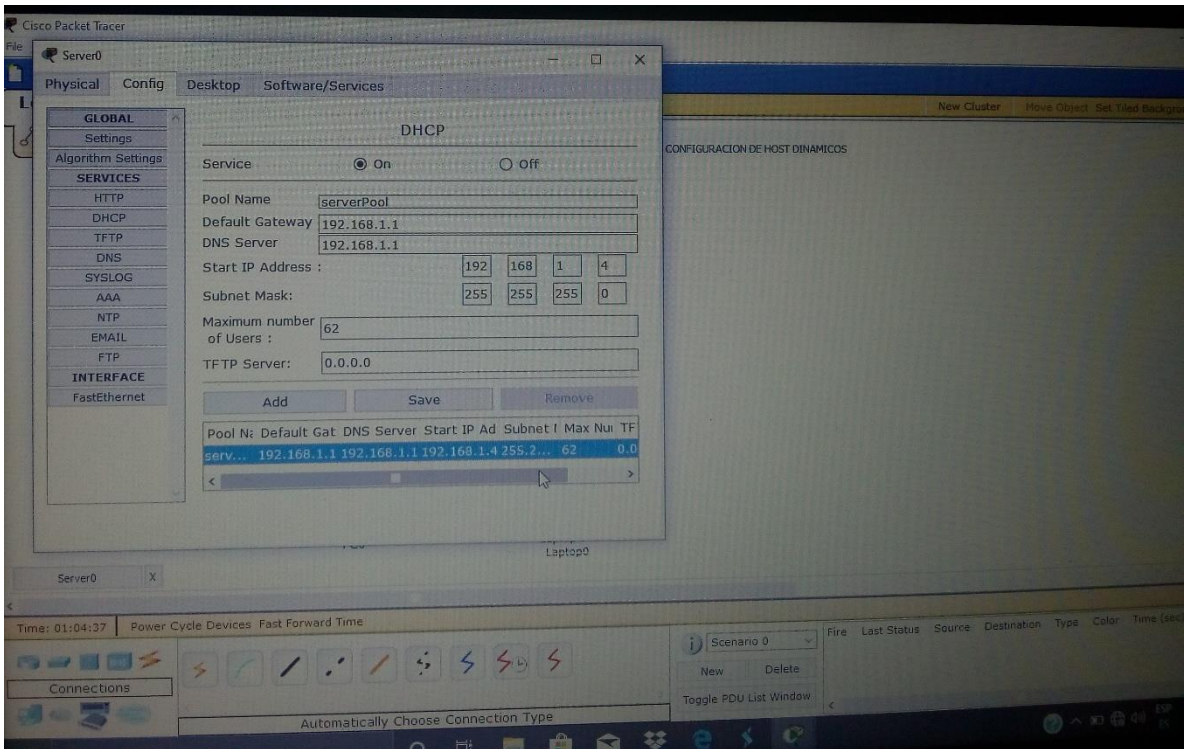 Cisco Packet Tracer
File
Server0
Physical Config Desktop Software/Services
New Cluster Move Object Set Tiled
GLOBAL
Settings
Algorithm Settings
SERVICES
HTTP
DHCP
TFTP
DNS
SYSLOG
AAA
NTP
EMAIL
FTP
INTERFACE
FastEthernet
DHCP
Service On Off
Pool Name serverPool
Default Gateway 192.168.1.1
DNS Server 192.168.1.1
Start IP Address : 192 168 1 4
Subnet Mask: 255 255 255 0
Maximum number of Users : 62
TFTP Server: 0.0.0.0
Add Save Remove
Pool Default Gat DNS Server Start IP Ad Subnet Max TF
serv... 192.168.1.1 192.168.1.1 192.168.1.4 255.2... 62 0.0
CONFIGURACION DE HOST DINAMICOS
Laptop0
Server0 X
Time: 01:04:37 Power Cycle Devices Fast Forward Time
Connections
Automatically Choose Connection Type
Scenario 0
New Delete
Toggle PDU List Window
Fire Last Status Source Destination Type Color Time (sec
ESP